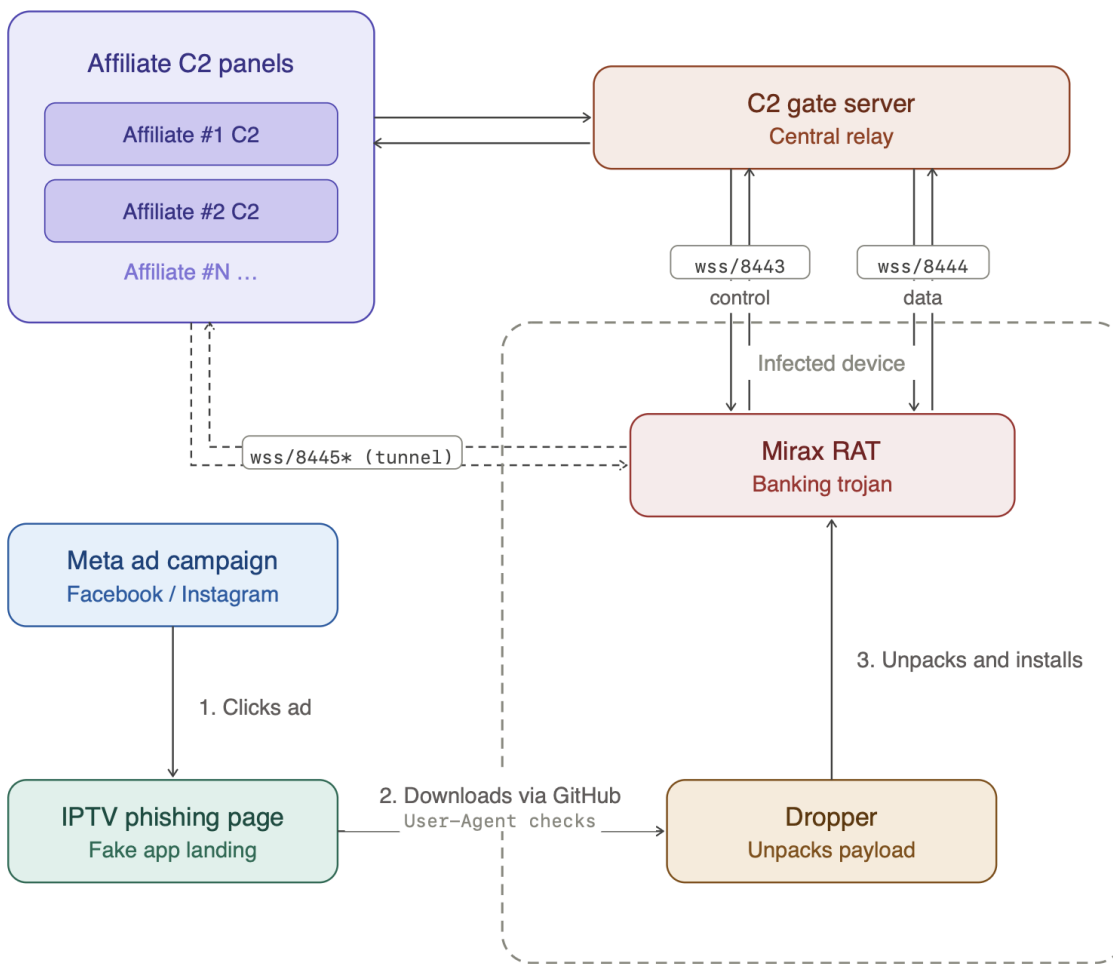 Affiliate C2 panels
Affiliate #1 C2
Affiliate #2 C2
Affiliate #N ...
C2 gate server
Central relay
wss/8443
control
wss/8444
data
Infected device
Mirax RAT
Banking trojan
wss/8445* (tunnel)
Meta ad campaign
Facebook / Instagram
1. Clicks ad
IPTV phishing page
Fake app landing
2. Downloads via GitHub
User-Agent checks
Dropper
Unpacks payload
3. Unpacks and installs